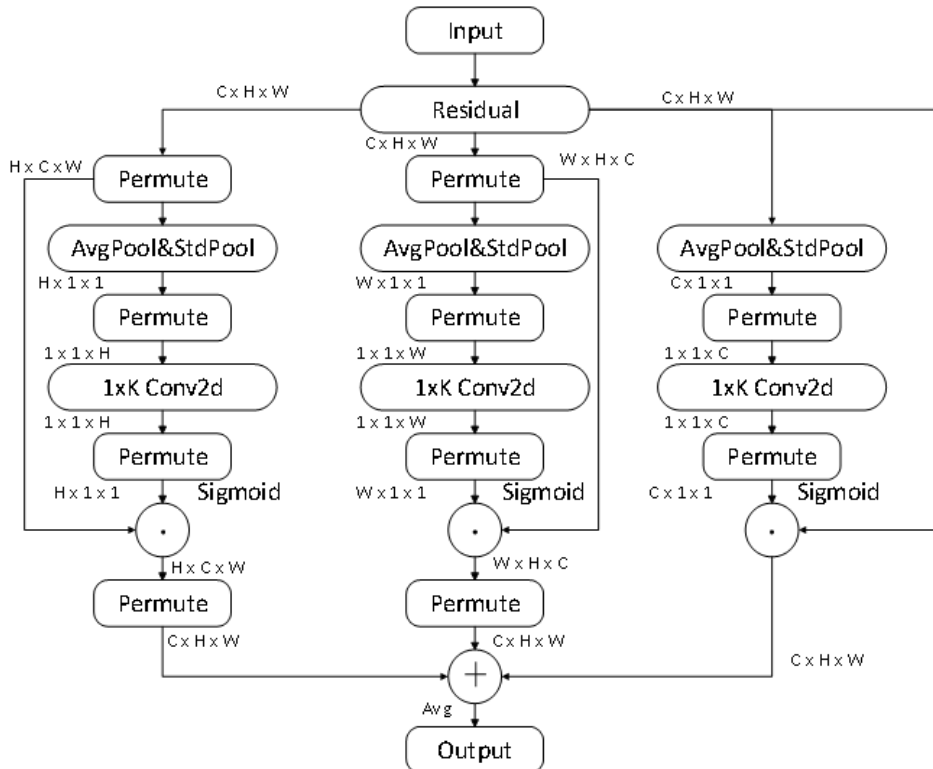 Input
C x H x W
Residual
C x H x W
C x H x W
H x C x W
Permute
Permute
W x H x C
AvgPool&StdPool
AvgPool&StdPool
AvgPool&StdPool
H x 1 x 1
W x 1 x 1
C x 1 x 1
Permute
Permute
Permute
1 x 1 x H
1 x 1 x W
1 x 1 x C
1xK Conv2d
1xK Conv2d
1xK Conv2d
1 x 1 x H
1 x 1 x W
1 x 1 x C
Permute
Permute
Permute
H x 1 x 1
Sigmoid
W x 1 x 1
Sigmoid
C x 1 x 1
Sigmoid
H x C x W
W x H x C
Permute
Permute
C x H x W
C x H x W
C x H x W
+
Avg
Output